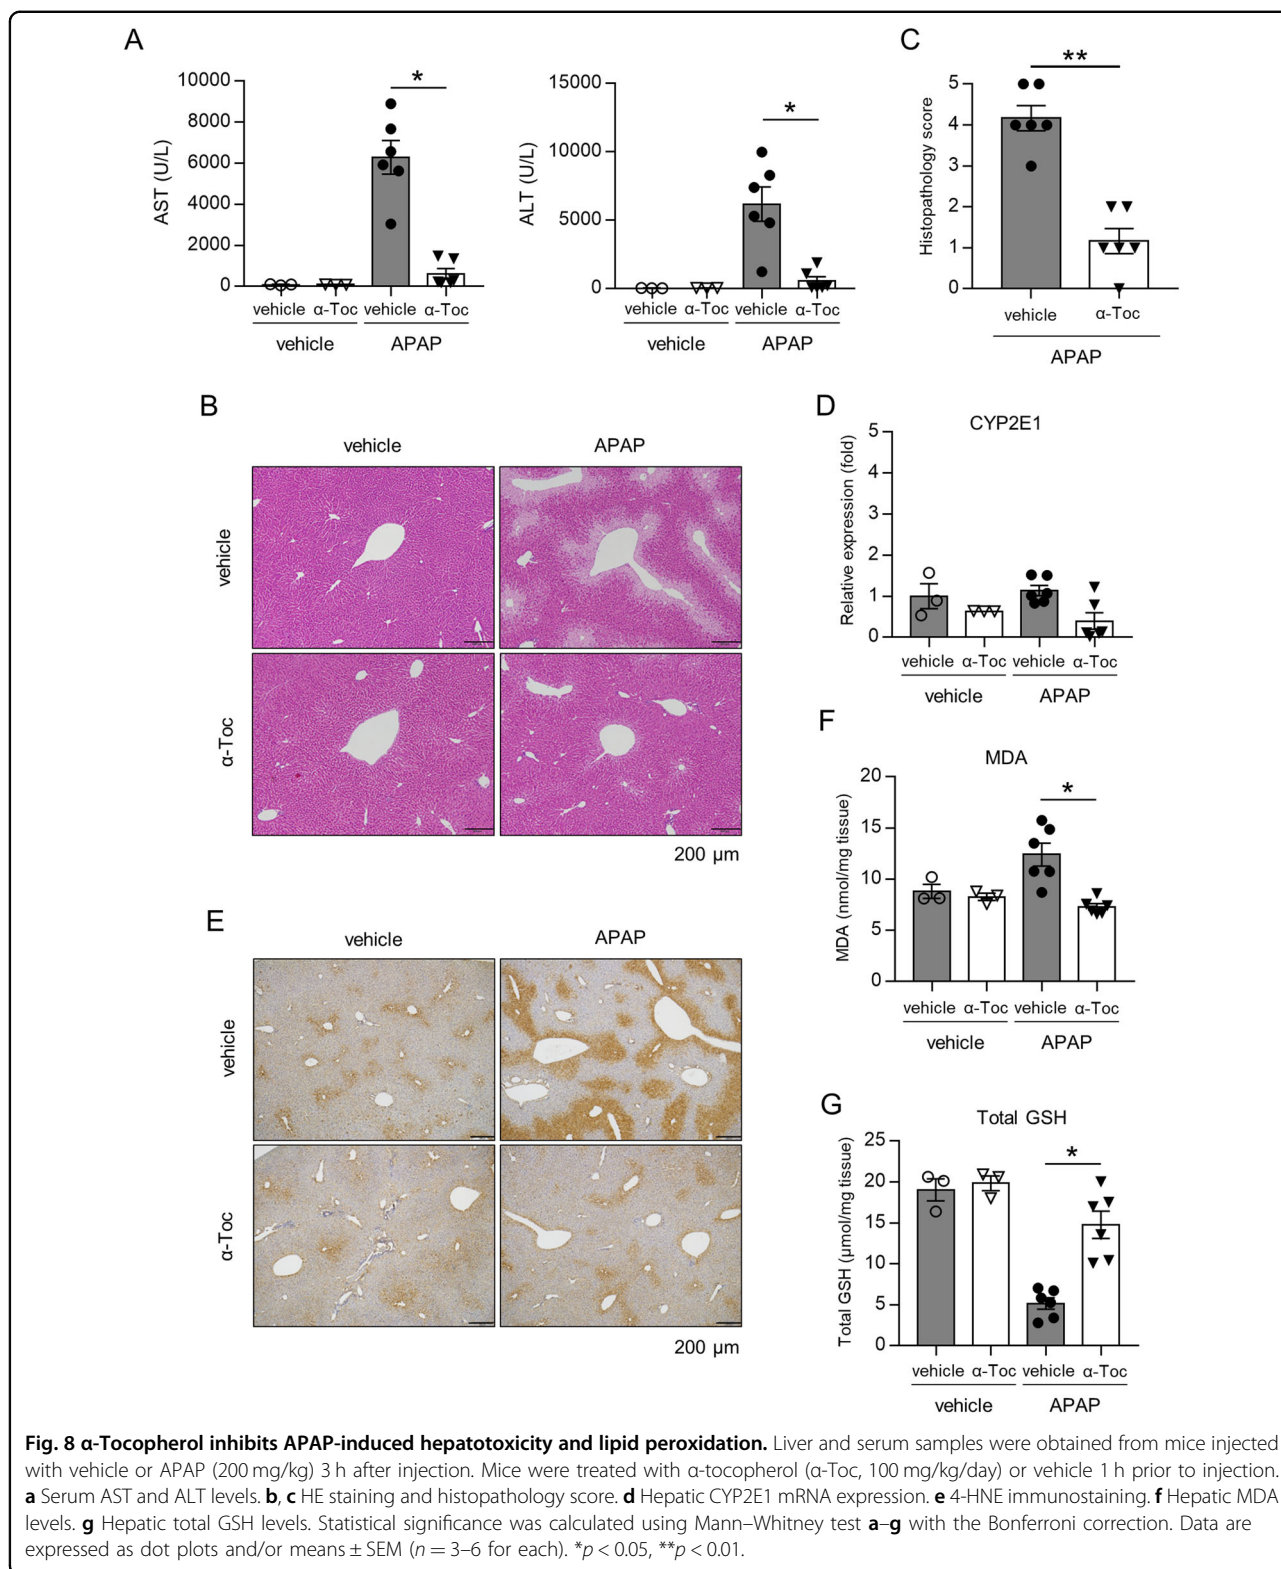 A
AST (U/L)
10000
8000
6000
4000
2000
0
*
vehicle α-Toc vehicle α-Toc
vehicle APAP
ALT (U/L)
15000
10000
5000
0
*
vehicle α-Toc vehicle α-Toc
vehicle APAP
C
Histopathology score
5
4
3
2
1
0
**
vehicle α-Toc
APAP
B
vehicle APAP
vehicle
α-Toc
200 µm
D
CYP2E1
Relative expression (fold)
5
4
3
2
1
0
vehicle α-Toc vehicle α-Toc
vehicle APAP
E
vehicle APAP
vehicle
α-Toc
200 µm
F
MDA
MDA (nmol/mg tissue)
20
15
10
5
0
*
vehicle α-Toc vehicle α-Toc
vehicle APAP
G
Total GSH
Total GSH (µmol/mg tissue)
25
20
15
10
5
0
*
vehicle α-Toc vehicle α-Toc
vehicle APAP
Fig. 8 α-Tocopherol inhibits APAP-induced hepatotoxicity and lipid peroxidation. Liver and serum samples were obtained from mice injected
with vehicle or APAP (200 mg/kg) 3 h after injection. Mice were treated with α-tocopherol (α-Toc, 100 mg/kg/day) or vehicle 1 h prior to injection.
a Serum AST and ALT levels. b, c HE staining and histopathology score. d Hepatic CYP2E1 mRNA expression. e 4-HNE immunostaining. f Hepatic MDA
levels. g Hepatic total GSH levels. Statistical significance was calculated using Mann–Whitney test a–g with the Bonferroni correction. Data are
expressed as dot plots and/or means ± SEM (n = 3–6 for each). *p < 0.05, **p < 0.01.